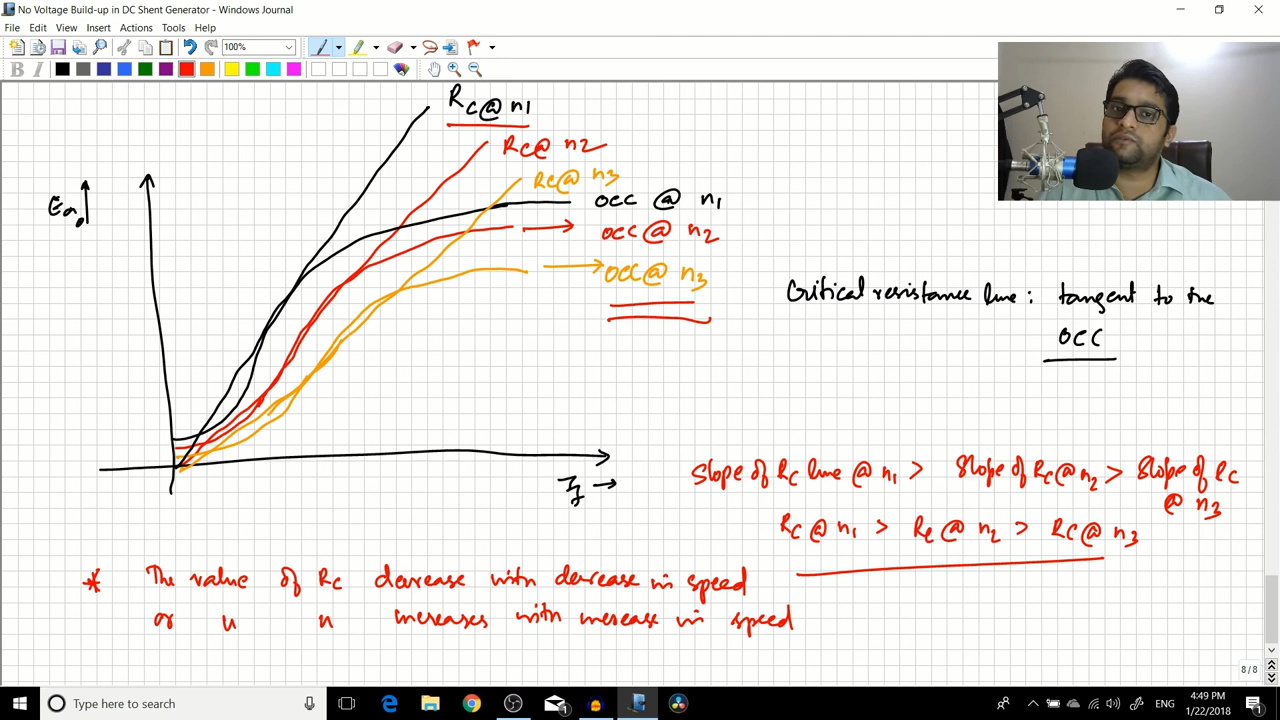 No Voltage Build-up in DC Shent Generator - Windows Journal
File Edit View Insert Actions Tools Help
100%
B I
Rc@ n1
Rc@ n2
Rc@ n3
Eao
OCC @ n1
OCC @ n2
OCC @ n3
Critical resistance line : tangent to the
OCC
If →
Slope of Rc line @ n1 > Slope of Rc@ n2 > Slope of Rc
@ n3
Rc @ n1 > Rc @ n2 > Rc@ n3
* The value of Rc decrease with decrease in speed
or " " increases with increase in speed
8/8
Type here to search
1
ENG
4:49 PM
1/22/2018
1